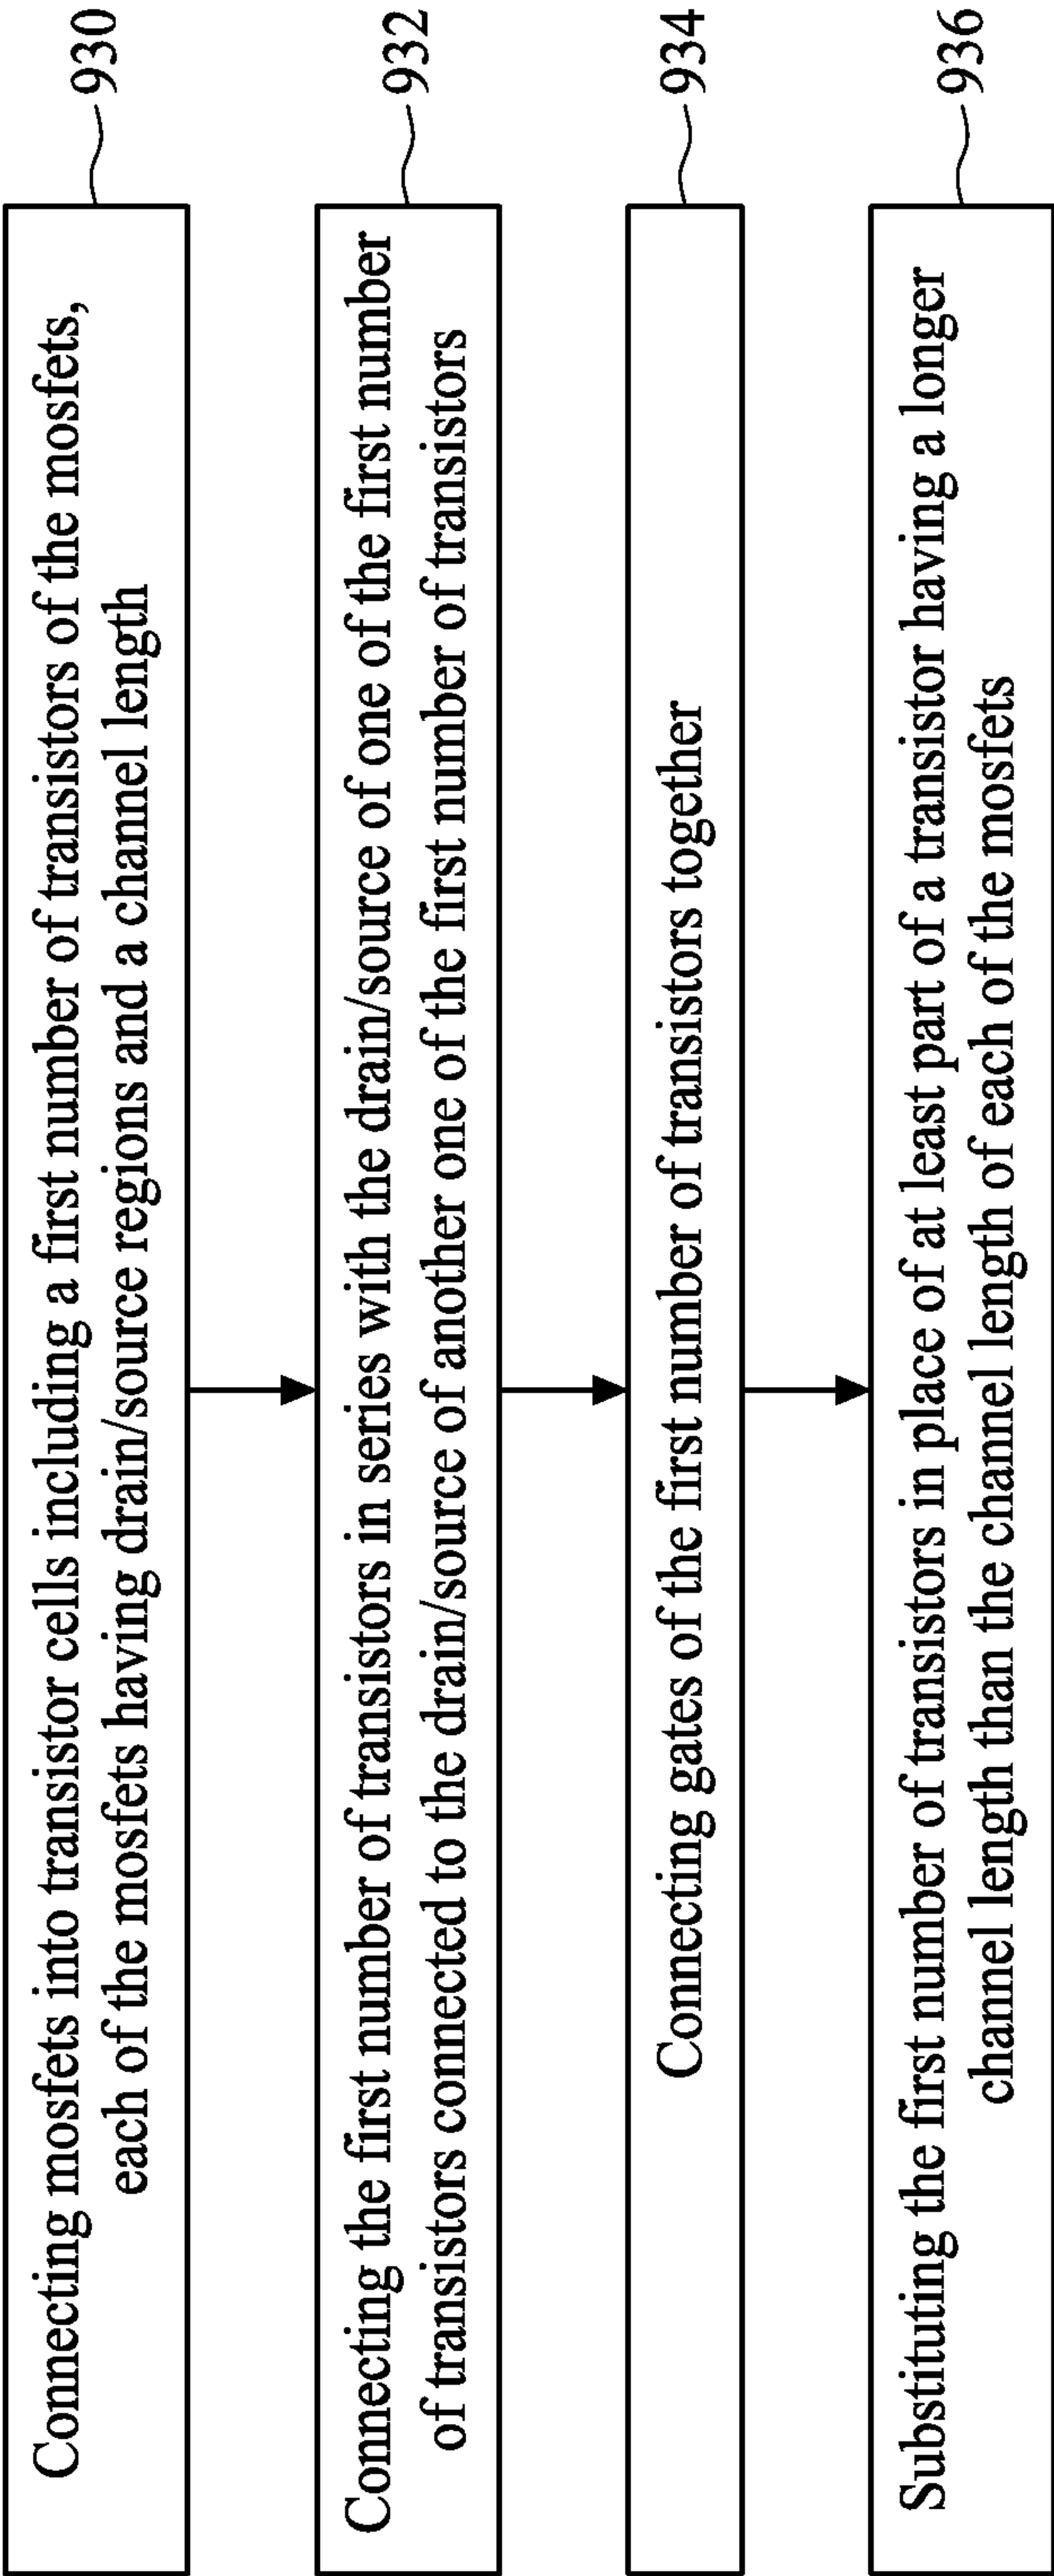 Connecting mosfets into transistor cells including a first number of transistors of the mosfets,
each of the mosfets having drain/source regions and a channel length
930
Connecting the first number of transistors in series with the drain/source of one of the first number
of transistors connected to the drain/source of another one of the first number of transistors
932
Connecting gates of the first number of transistors together
934
Substituting the first number of transistors in place of at least part of a transistor having a longer
channel length than the channel length of each of the mosfets
936